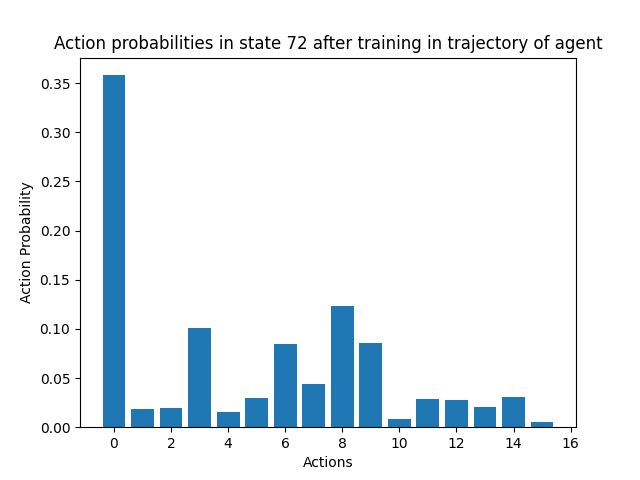 Action probabilities in state 72 after training in trajectory of agent
0.35
0.30
0.25
0.20
0.15
0.10
0.05
0.00
Action Probability
0 2 4 6 8 10 12 14 16
Actions